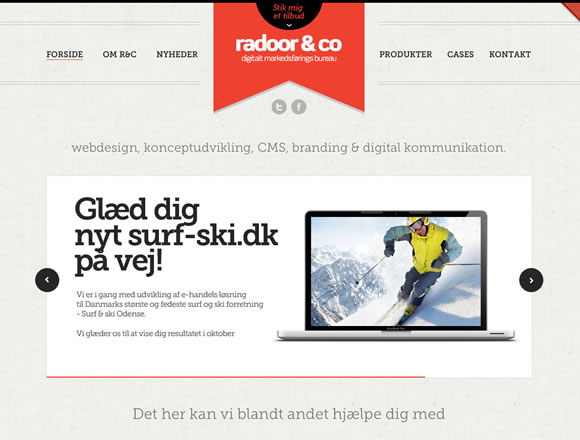 Stik mig
et tilbud
FORSIDE OM R&C NYHEDER
radoor & co
digitalt markedsførings bureau
PRODUKTER CASES KONTAKT
webdesign, konceptudvikling, CMS, branding & digital kommunikation.
Glæd dig
nyt surf-ski.dk
på vej!
Vi er i gang med udvikling af e-handels løsning
til Danmarks største og fedeste surf og ski forretning
- Surf & ski Odense.
Vi glæder os til at vise dig resultatet i oktober
Det her kan vi blandt andet hjælpe dig med